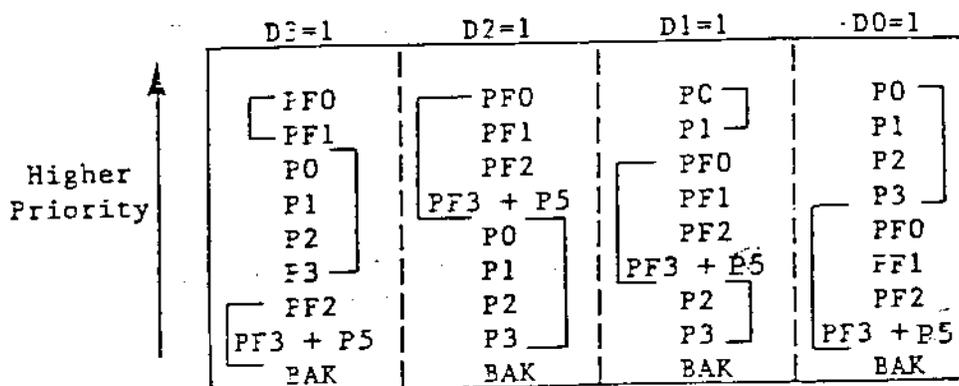 D3=1 D2=1 D1=1 D0=1
PF0 PF0 P0 P0
PF1 PF1 P1 P1
P0 PF2 PF0 P2
Higher
P1 PF3 + P5 PF1 P3
Priority
P2 P0 PF2 PF0
P3 P1 PF3 + P5 PF1
PF2 P2 P2 PF2
PF3 + P5 P3 P3 PF3 + P5
BAK BAK BAK BAK